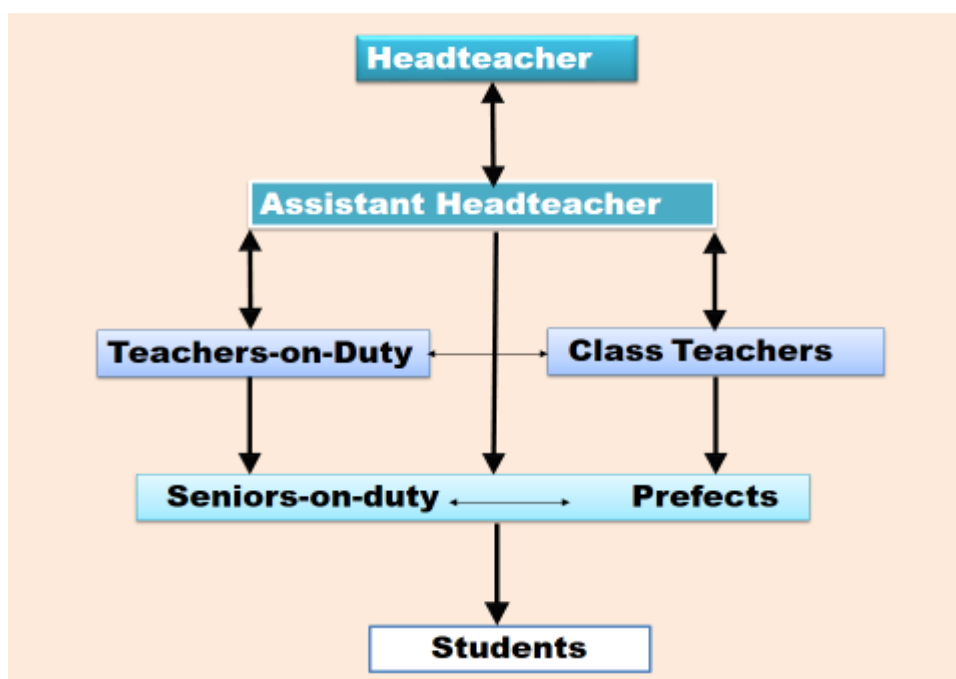 Headteacher
Assistant Headteacher
Teachers-on-Duty
Class Teachers
Seniors-on-duty
Prefects
Students